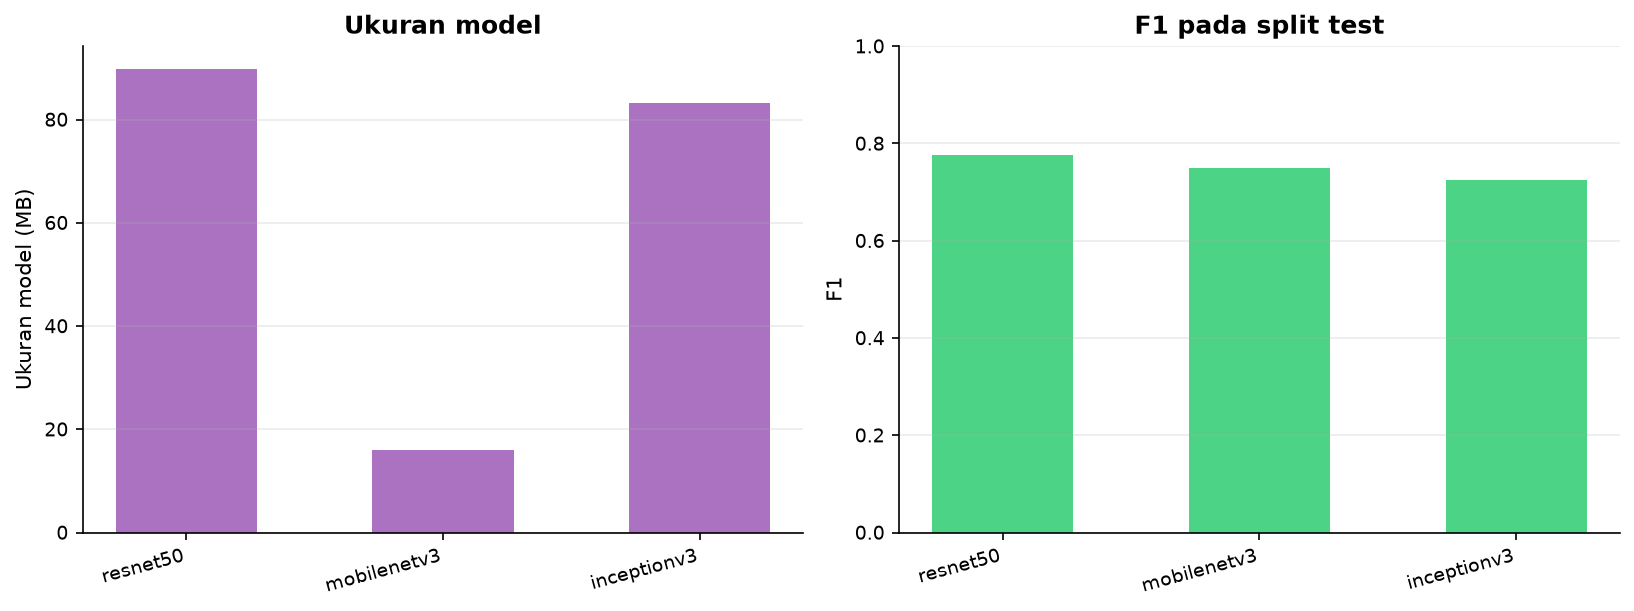 Ukuran model
Ukuran model (MB)
80
60
40
20
0
resnet50
mobilenetv3
inceptionv3
F1 pada split test
F1
1.0
0.8
0.6
0.4
0.2
0.0
resnet50
mobilenetv3
inceptionv3